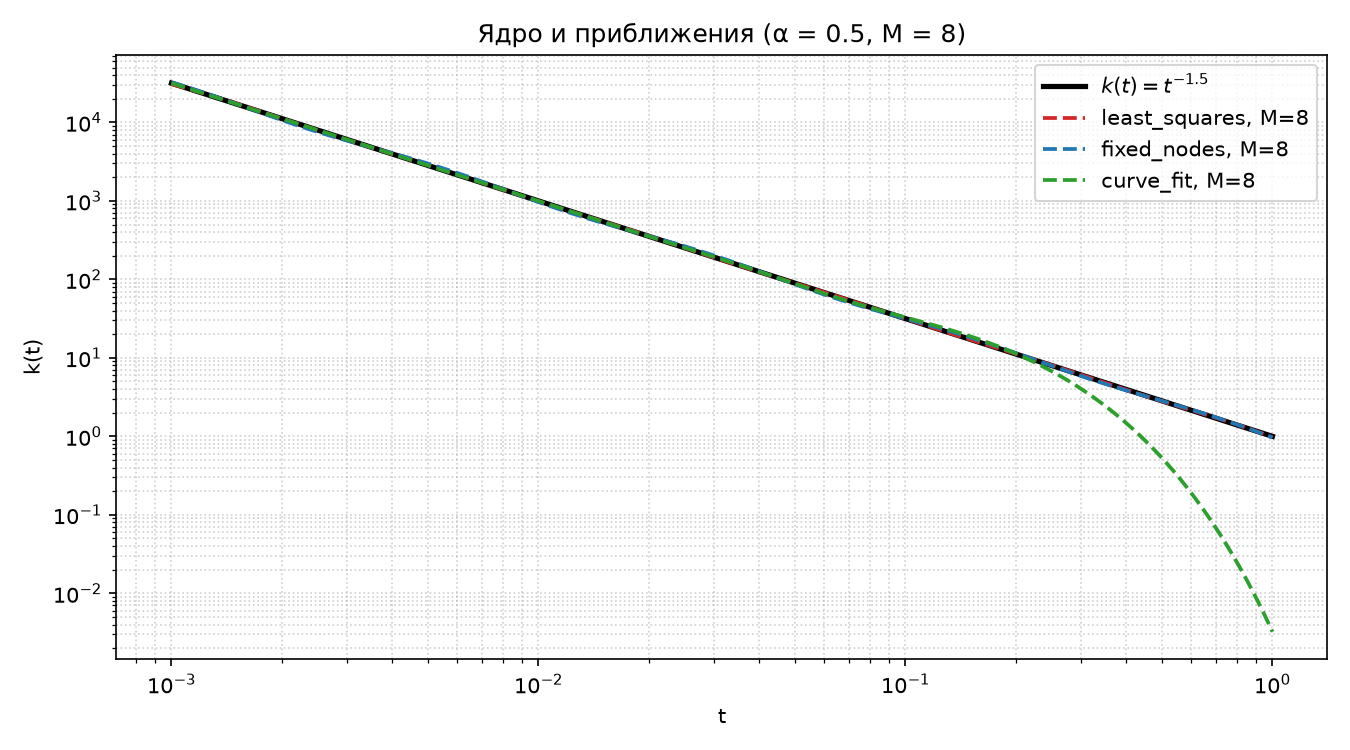 Ядро и приближения (α = 0.5, M = 8)
k(t) = t^{-1.5}
least_squares, M=8
fixed_nodes, M=8
curve_fit, M=8
k(t)
10^4
10^3
10^2
10^1
10^0
10^{-1}
10^{-2}
10^{-3} 10^{-2} 10^{-1} 10^0
t